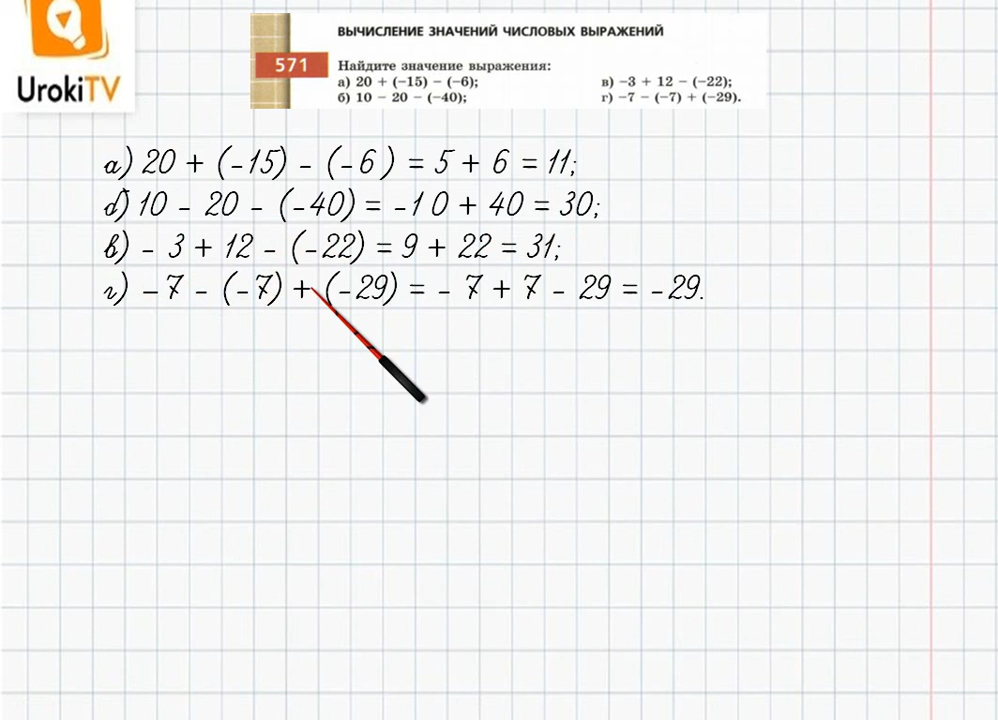 UrokiTV
ВЫЧИСЛЕНИЕ ЗНАЧЕНИЙ ЧИСЛОВЫХ ВЫРАЖЕНИЙ
571
Найдите значение выражения:
а) 20 + (−15) − (−6);
в) −3 + 12 − (−22);
б) 10 − 20 − (−40);
г) −7 − (−7) + (−29).
а) 20 + (-15) - (-6) = 5 + 6 = 11;
б) 10 - 20 - (-40) = -10 + 40 = 30;
в) - 3 + 12 - (-22) = 9 + 22 = 31;
г) - 7 - (-7) + (-29) = - 7 + 7 - 29 = -29.